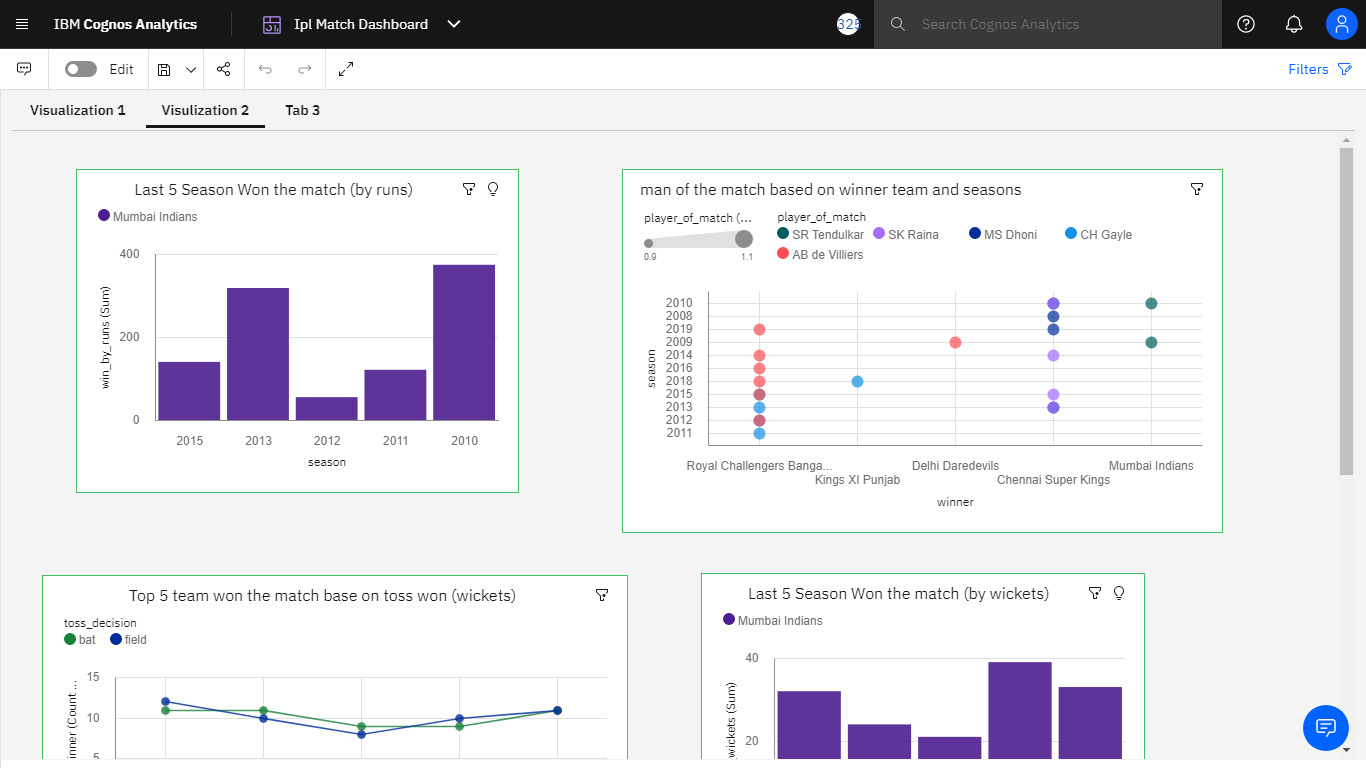 IBM Cognos Analytics
Ipl Match Dashboard
325
Search Cognos Analytics
Edit
Filters
Visualization 1
Visulization 2
Tab 3
Last 5 Season Won the match (by runs)
Mumbai Indians
win_by_runs (Sum)
400
200
0
2015 2013 2012 2011 2010
season
man of the match based on winner team and seasons
player_of_match (...
0.9 1.1
player_of_match
SR Tendulkar SK Raina MS Dhoni CH Gayle
AB de Villiers
season
2010
2008
2019
2009
2014
2016
2018
2015
2013
2012
2011
Royal Challengers Banga... Delhi Daredevils Mumbai Indians
Kings XI Punjab Chennai Super Kings
winner
Top 5 team won the match base on toss won (wickets)
toss_decision
bat field
inner (Count ...
15
10
5
Last 5 Season Won the match (by wickets)
Mumbai Indians
wickets (Sum)
40
20